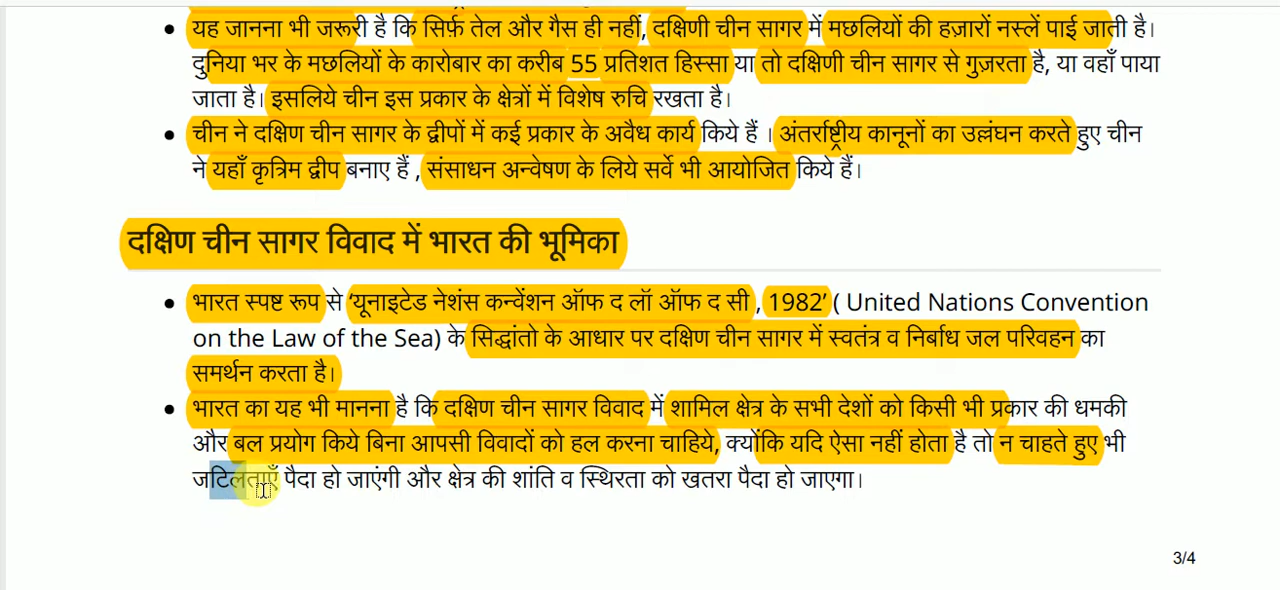 यह जानना भी जरूरी है कि सिर्फ़ तेल और गैस ही नहीं, दक्षिणी चीन सागर में मछलियों की हज़ारों नस्लें पाई जाती है।
दुनिया भर के मछलियों के कारोबार का करीब 55 प्रतिशत हिस्सा या तो दक्षिणी चीन सागर से गुज़रता है, या वहाँ पाया
जाता है। इसलिये चीन इस प्रकार के क्षेत्रों में विशेष रुचि रखता है।
चीन ने दक्षिण चीन सागर के द्वीपों में कई प्रकार के अवैध कार्य किये हैं । अंतर्राष्ट्रीय कानूनों का उल्लंघन करते हुए चीन
ने यहाँ कृत्रिम द्वीप बनाए हैं , संसाधन अन्वेषण के लिये सर्वे भी आयोजित किये हैं।
दक्षिण चीन सागर विवाद में भारत की भूमिका
भारत स्पष्ट रूप से ‘यूनाइटेड नेशंस कन्वेंशन ऑफ द लॉ ऑफ द सी , 1982’ ( United Nations Convention
on the Law of the Sea) के सिद्धांतो के आधार पर दक्षिण चीन सागर में स्वतंत्र व निर्बाध जल परिवहन का
समर्थन करता है।
भारत का यह भी मानना है कि दक्षिण चीन सागर विवाद में शामिल क्षेत्र के सभी देशों को किसी भी प्रकार की धमकी
और बल प्रयोग किये बिना आपसी विवादों को हल करना चाहिये, क्योंकि यदि ऐसा नहीं होता है तो न चाहते हुए भी
जटिलताएँ पैदा हो जाएंगी और क्षेत्र की शांति व स्थिरता को खतरा पैदा हो जाएगा।
3/4